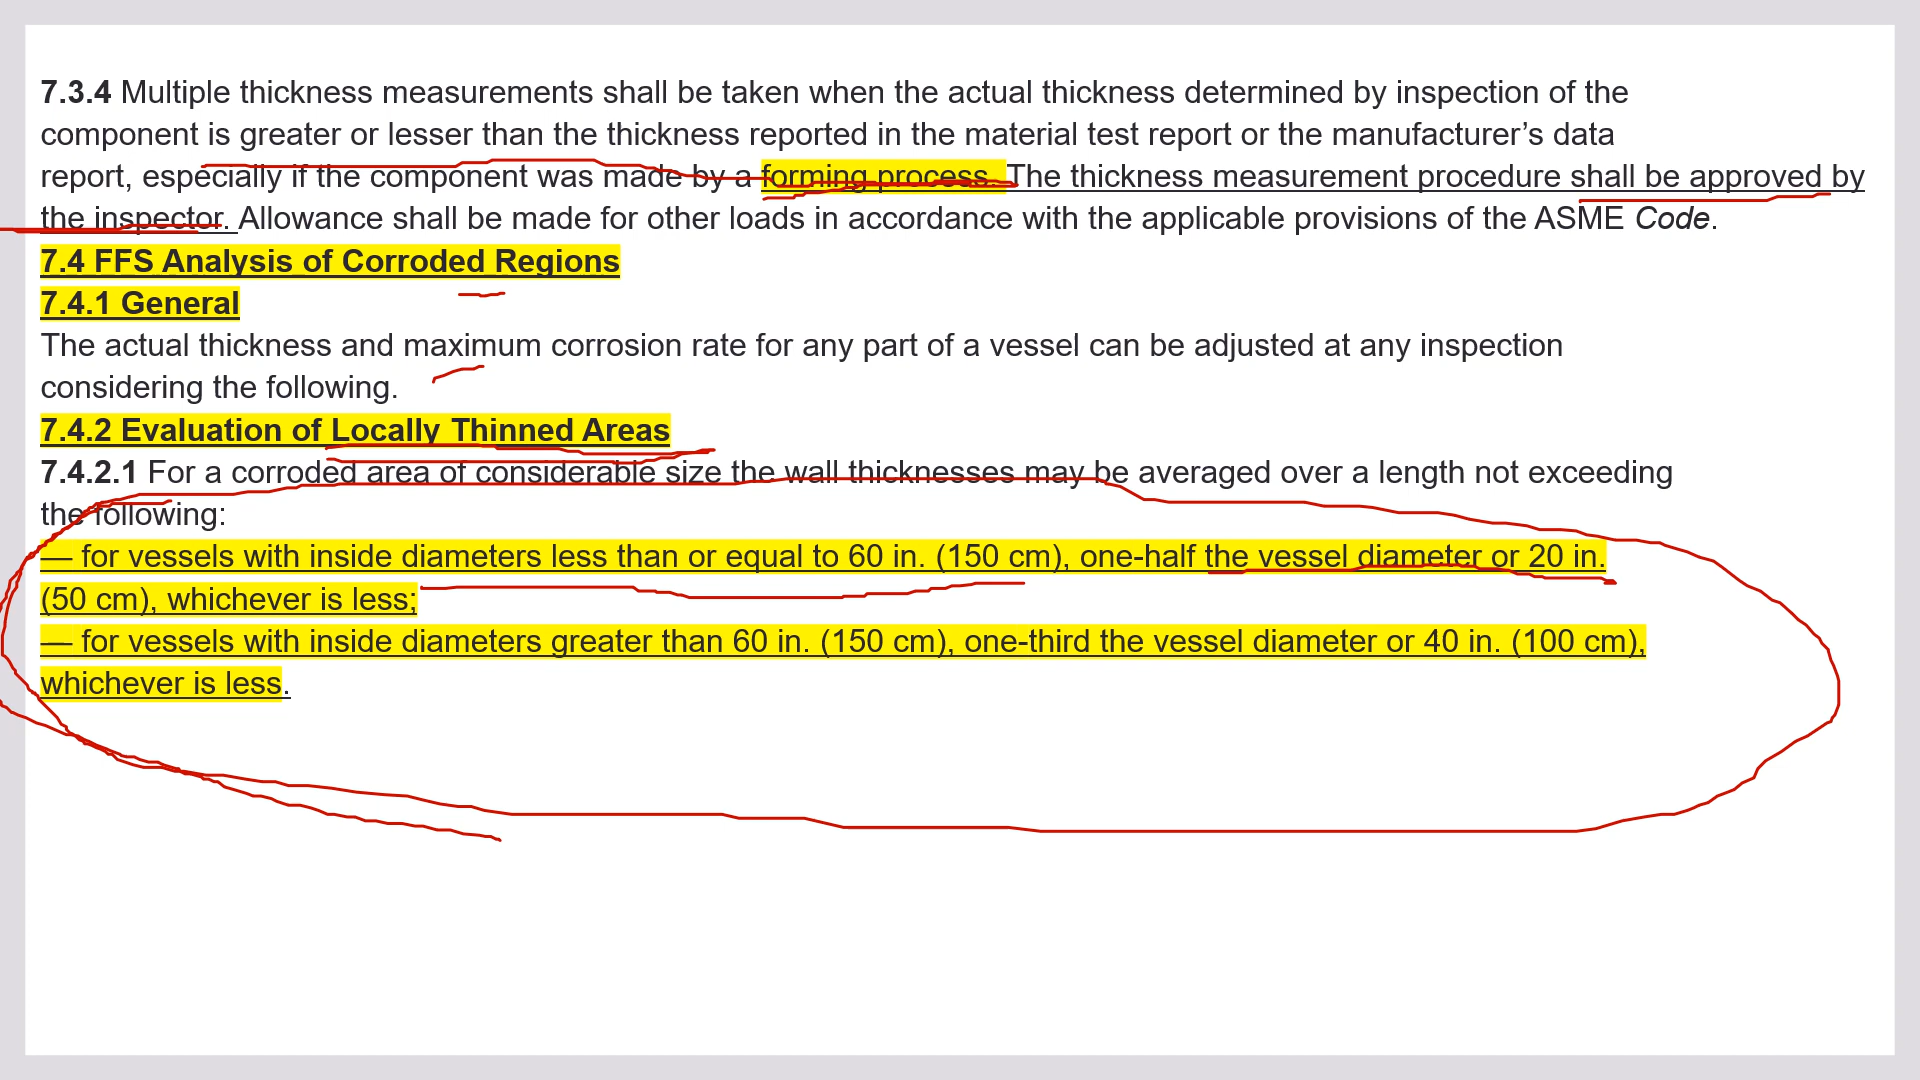 7.3.4 Multiple thickness measurements shall be taken when the actual thickness determined by inspection of the
component is greater or lesser than the thickness reported in the material test report or the manufacturer’s data
report, especially if the component was made by a forming process. The thickness measurement procedure shall be approved by
the inspector. Allowance shall be made for other loads in accordance with the applicable provisions of the ASME Code.
7.4 FFS Analysis of Corroded Regions
7.4.1 General
The actual thickness and maximum corrosion rate for any part of a vessel can be adjusted at any inspection
considering the following.
7.4.2 Evaluation of Locally Thinned Areas
7.4.2.1 For a corroded area of considerable size the wall thicknesses may be averaged over a length not exceeding
the following:
— for vessels with inside diameters less than or equal to 60 in. (150 cm), one-half the vessel diameter or 20 in.
(50 cm), whichever is less;
— for vessels with inside diameters greater than 60 in. (150 cm), one-third the vessel diameter or 40 in. (100 cm),
whichever is less.